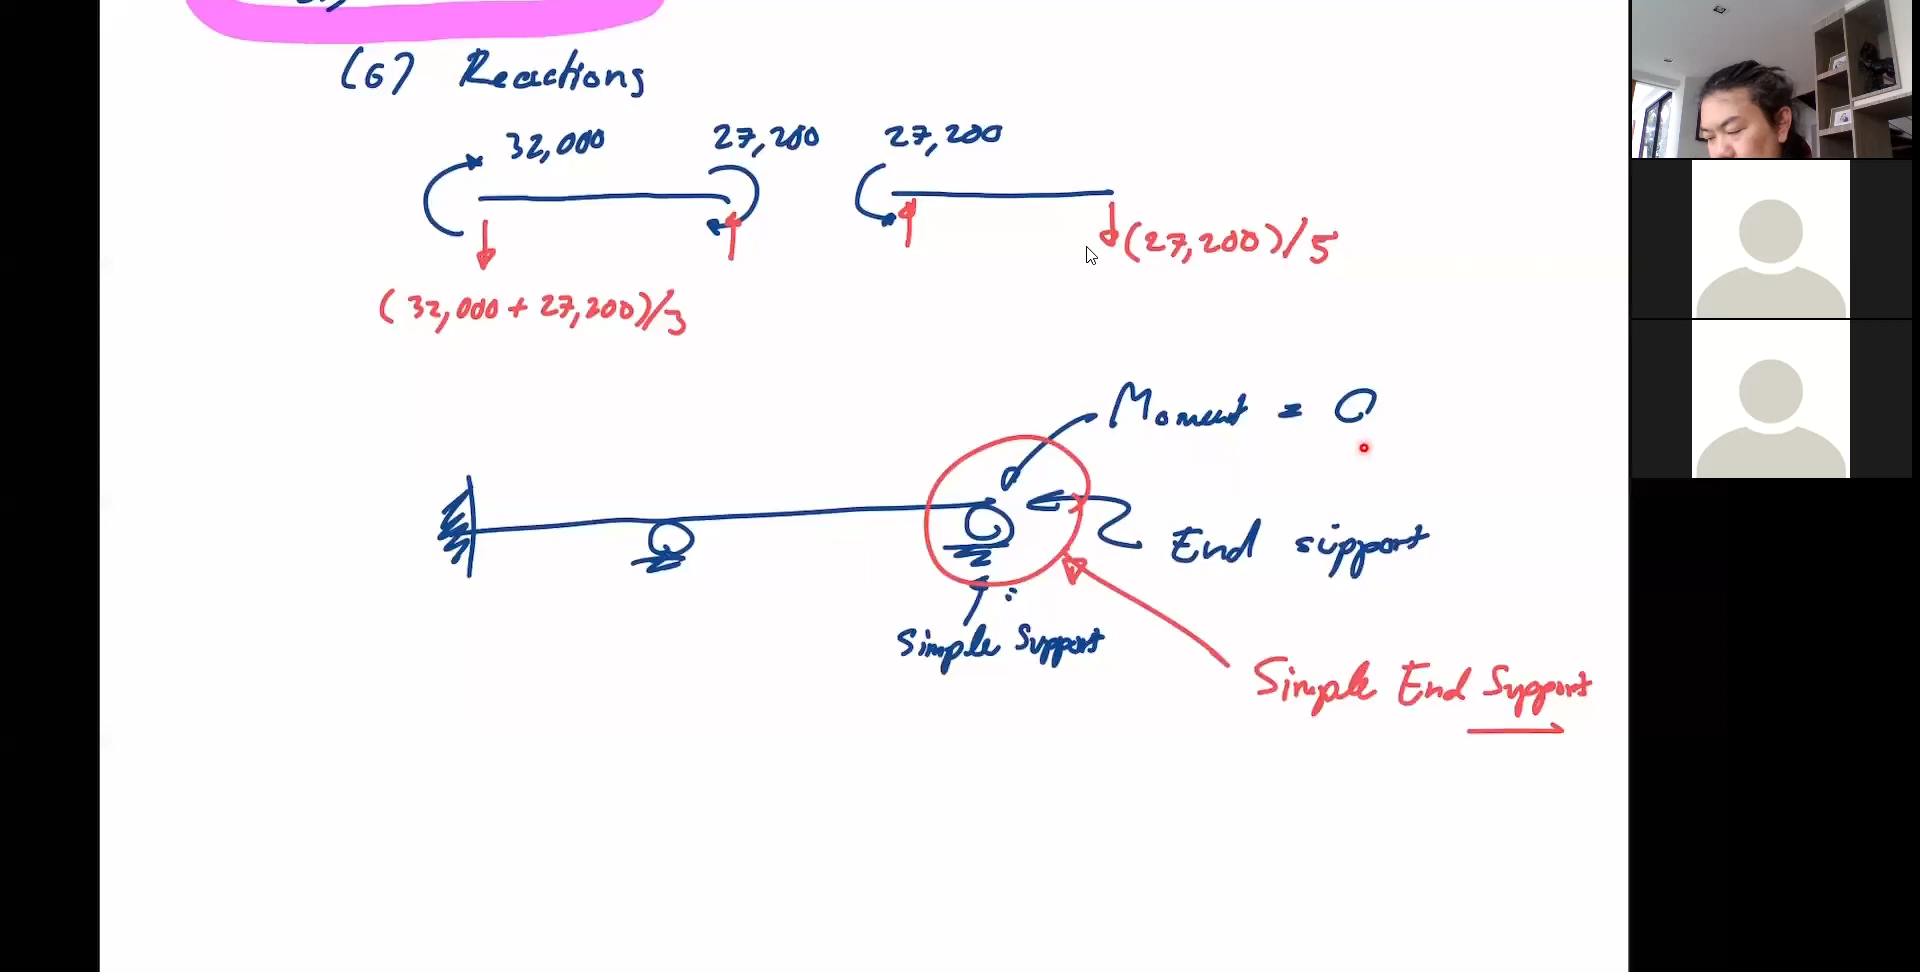 (6) Reactions
32,000
27,200
27,200
(27,200)/5
(32,000 + 27,200)/3
Moment = 0
End support
Simple Support
Simple End Support